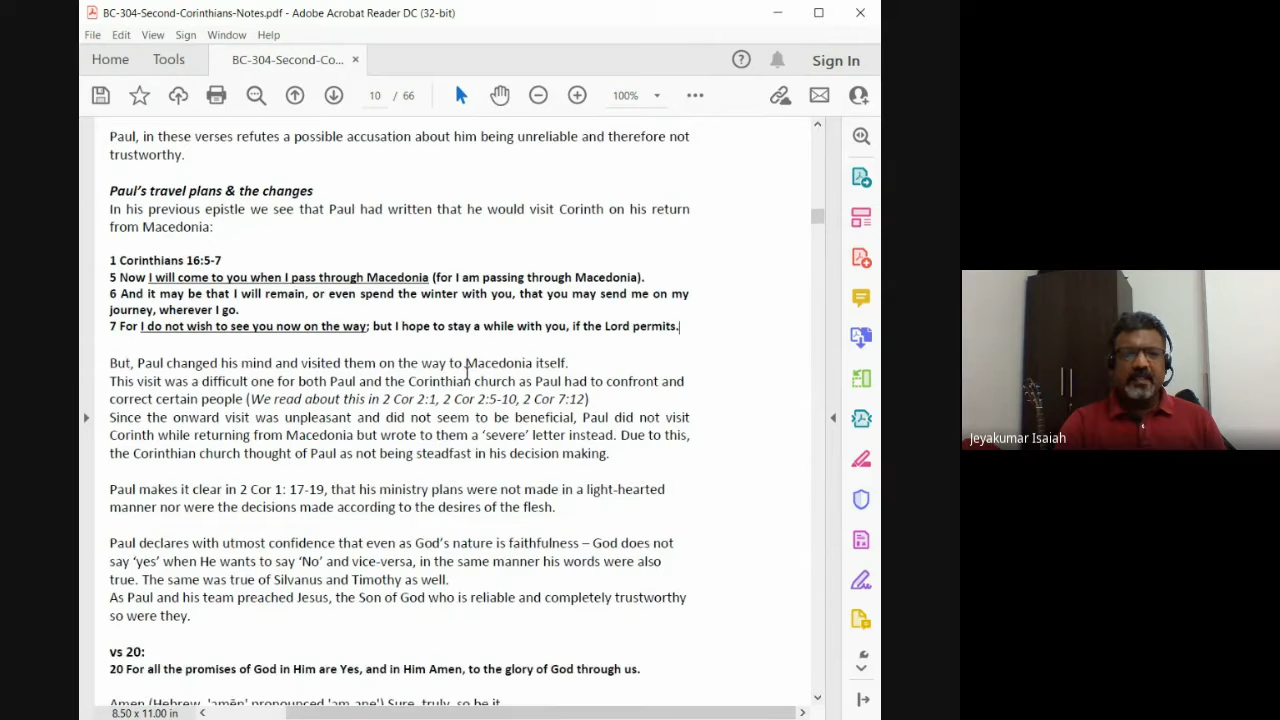 BC-304-Second-Corinthians-Notes.pdf - Adobe Acrobat Reader DC (32-bit)
File Edit View Sign Window Help
Home Tools BC-304-Second-Co... ×
Sign In
10 / 66 100%
Paul, in these verses refutes a possible accusation about him being unreliable and therefore not
trustworthy.
Paul's travel plans & the changes
In his previous epistle we see that Paul had written that he would visit Corinth on his return
from Macedonia:
1 Corinthians 16:5-7
5 Now I will come to you when I pass through Macedonia (for I am passing through Macedonia).
6 And it may be that I will remain, or even spend the winter with you, that you may send me on my
journey, wherever I go.
7 For I do not wish to see you now on the way; but I hope to stay a while with you, if the Lord permits.
But, Paul changed his mind and visited them on the way to Macedonia itself.
This visit was a difficult one for both Paul and the Corinthian church as Paul had to confront and
correct certain people (We read about this in 2 Cor 2:1, 2 Cor 2:5-10, 2 Cor 7:12)
Since the onward visit was unpleasant and did not seem to be beneficial, Paul did not visit
Corinth while returning from Macedonia but wrote to them a 'severe' letter instead. Due to this,
the Corinthian church thought of Paul as not being steadfast in his decision making.
Paul makes it clear in 2 Cor 1: 17-19, that his ministry plans were not made in a light-hearted
manner nor were the decisions made according to the desires of the flesh.
Paul declares with utmost confidence that even as God's nature is faithfulness – God does not
say 'yes' when He wants to say 'No' and vice-versa, in the same manner his words were also
true. The same was true of Silvanus and Timothy as well.
As Paul and his team preached Jesus, the Son of God who is reliable and completely trustworthy
so were they.
vs 20:
20 For all the promises of God in Him are Yes, and in Him Amen, to the glory of God through us.
Amen (Hebrew, 'amên' pronounced 'am ane') Sure, truly, so be it
8.50 x 11.00 in
Jeyakumar Isaiah